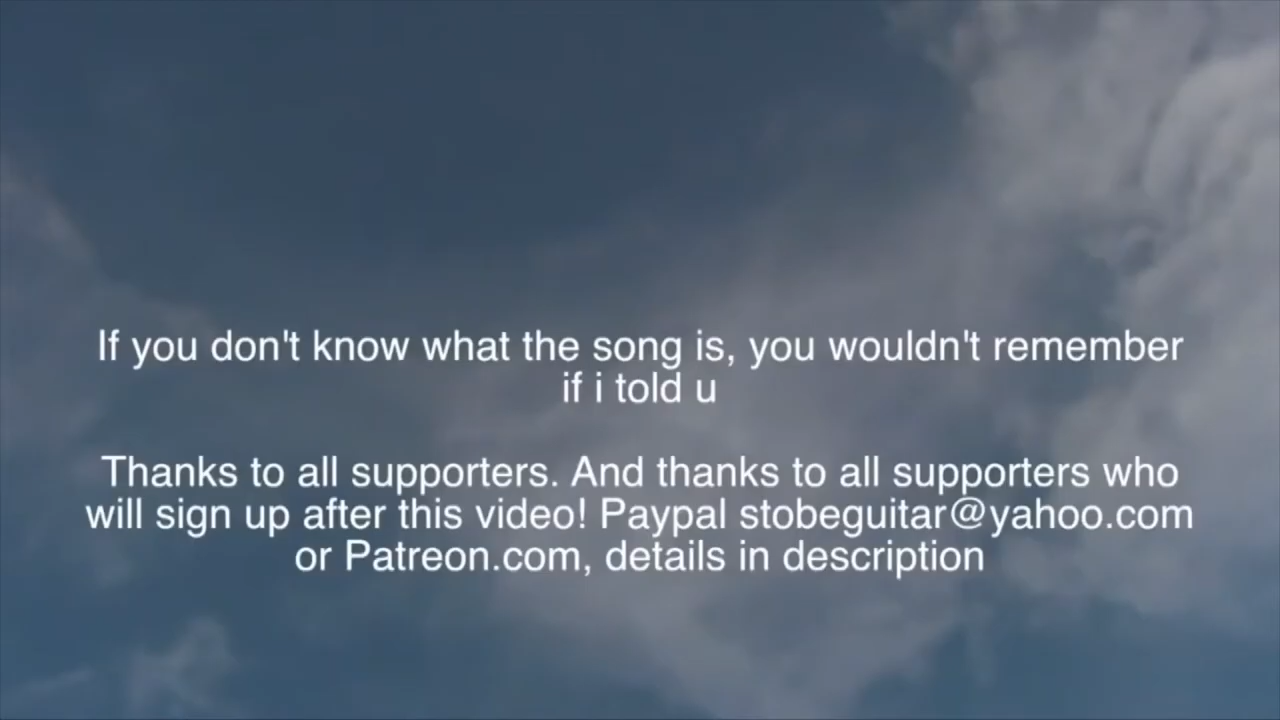 If you don't know what the song is, you wouldn't remember
if i told u
Thanks to all supporters. And thanks to all supporters who
will sign up after this video! Paypal stobeguitar@yahoo.com
or Patreon.com, details in description